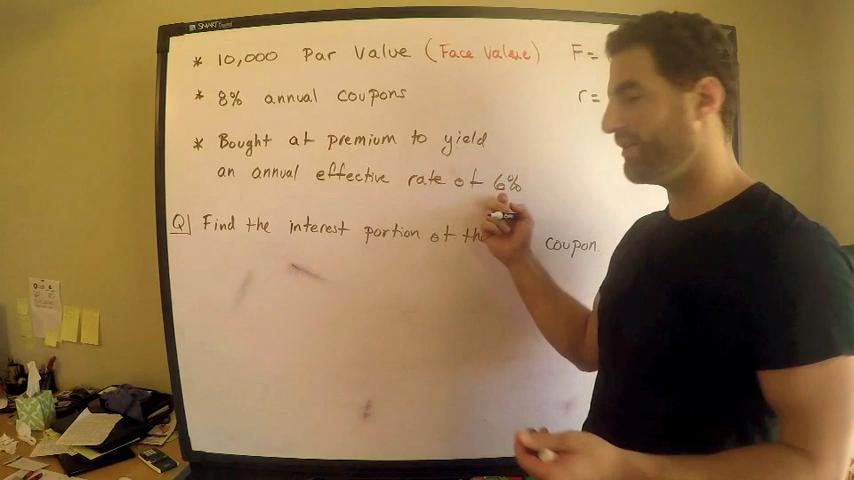 SMART
* 10,000 Par Value (Face Value) F=
* 8% annual coupons r=
* Bought at premium to yield
an annual effective rate of 6%
Q Find the interest portion of the coupon.